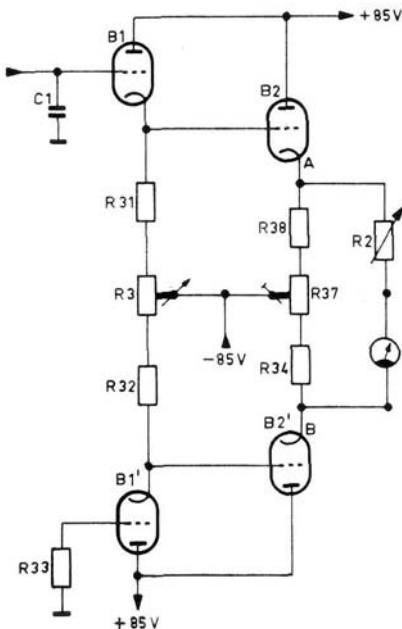 +85V
B1
B2
C1
A
R31
R38
R2
R3
R37
-85V
R32
R34
B2'
B
B1'
R33
+85V